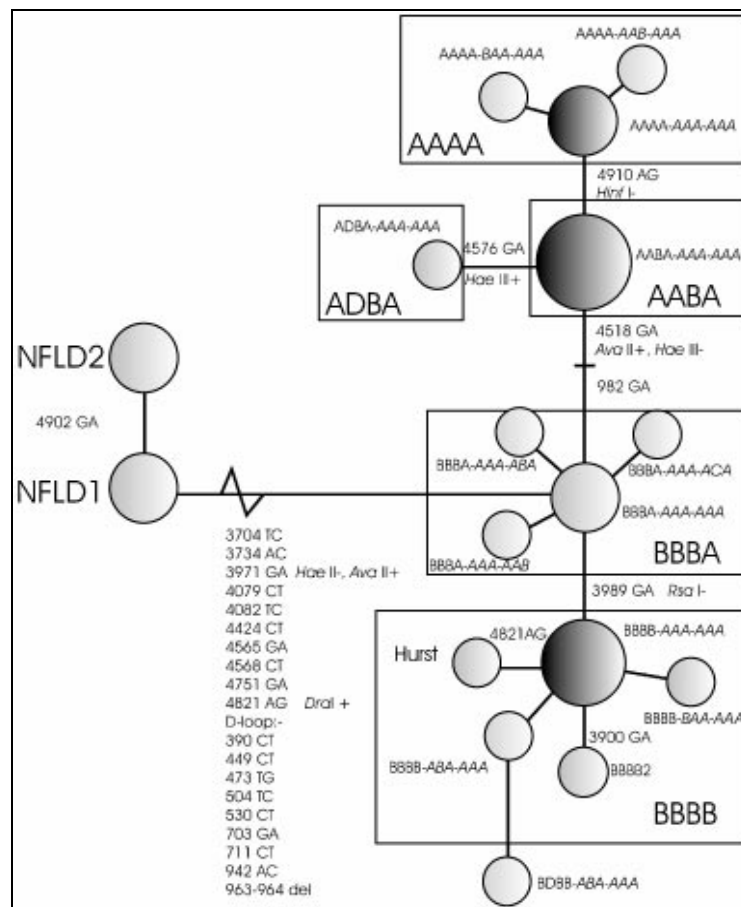 AAAA-AAB-AAA
AAAA-BAA-AAA
AAAA-AAA-AAA
AAAA
4910 AG
Hinf I-
ADBA-AAA-AAA
4576 GA
Hae III+
AABA-AAA-AAA
ADBA
AABA
4518 GA
Ava II+, Hae III-
982 GA
NFLD2
4902 GA
NFLD1
BBBA-AAA-ABA
BBBA-AAA-ACA
BBBA-AAA-AAA
BBBA-AAA-AAB
BBBA
3704 TC
3734 AC
3971 GA Hae II-, Ava II+
4079 CT
4082 TC
4424 CT
4565 GA
4568 CT
4751 GA
4821 AG Dral +
D-loop:-
390 CT
449 CT
473 TG
504 TC
530 CT
703 GA
711 CT
942 AC
963-964 del
3989 GA Rsa I-
4821AG
BBBB-AAA-AAA
Hurst
BBBB-BAA-AAA
3900 GA
BBBB-ABA-AAA
BBBB2
BBBB
BDBB-ABA-AAA